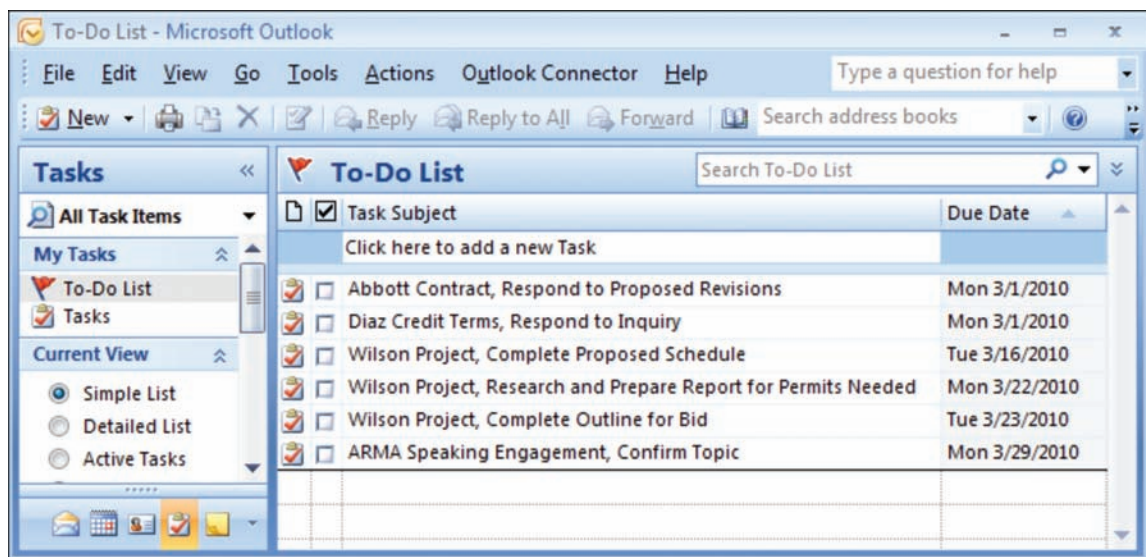 To-Do List - Microsoft Outlook
File Edit View Go Tools Actions Outlook Connector Help Type a question for help
New Reply Reply to All Forward Search address books
Tasks «
To-Do List Search To-Do List
All Task Items
Task Subject Due Date
My Tasks
Click here to add a new Task
To-Do List
Tasks
Current View
Simple List
Detailed List
Active Tasks
Abbott Contract, Respond to Proposed Revisions Mon 3/1/2010
Diaz Credit Terms, Respond to Inquiry Mon 3/1/2010
Wilson Project, Complete Proposed Schedule Tue 3/16/2010
Wilson Project, Research and Prepare Report for Permits Needed Mon 3/22/2010
Wilson Project, Complete Outline for Bid Tue 3/23/2010
ARMA Speaking Engagement, Confirm Topic Mon 3/29/2010